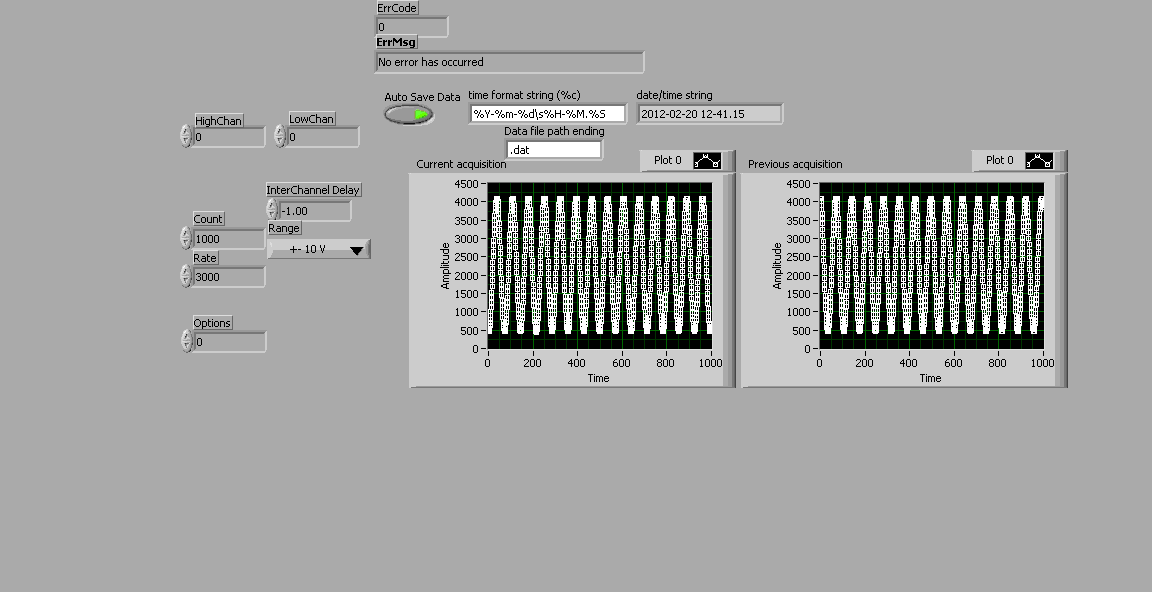 ErrCode
0
ErrMsg
No error has occurred
Auto Save Data
time format string (%c)
date/time string
%Y-%m-%d\s%H-%M.%S
2012-02-20 12-41.15
HighChan
LowChan
0
0
Data file path ending
.dat
Current acquisition
Plot 0
Previous acquisition
Plot 0
InterChannel Delay
-1.00
Count
1000
Range
+- 10 V
Rate
3000
Options
0
4500
4000
3500
3000
2500
2000
1500
1000
500
0
Amplitude
0 200 400 600 800 1000
Time
4500
4000
3500
3000
2500
2000
1500
1000
500
0
Amplitude
0 200 400 600 800 1000
Time